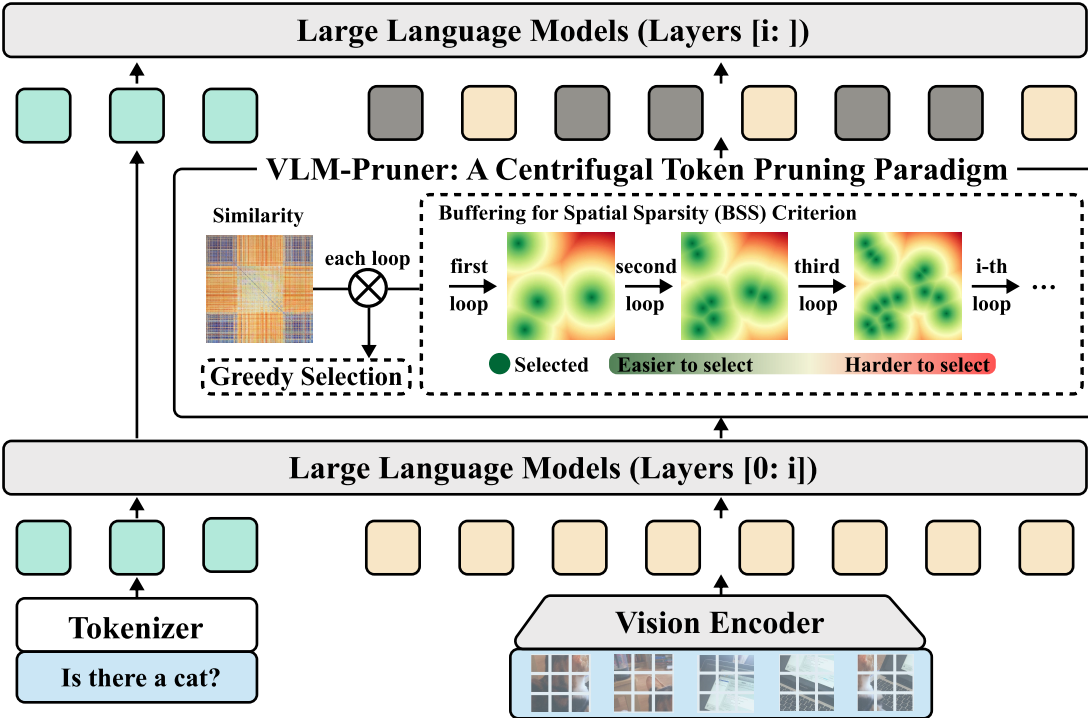 Large Language Models (Layers [i: ])
VLM-Pruner: A Centrifugal Token Pruning Paradigm
Similarity
each loop
Greedy Selection
Buffering for Spatial Sparsity (BSS) Criterion
first
loop
second
loop
third
loop
i-th
loop
...
Selected
Easier to select
Harder to select
Large Language Models (Layers [0: i])
Tokenizer
Is there a cat?
Vision Encoder